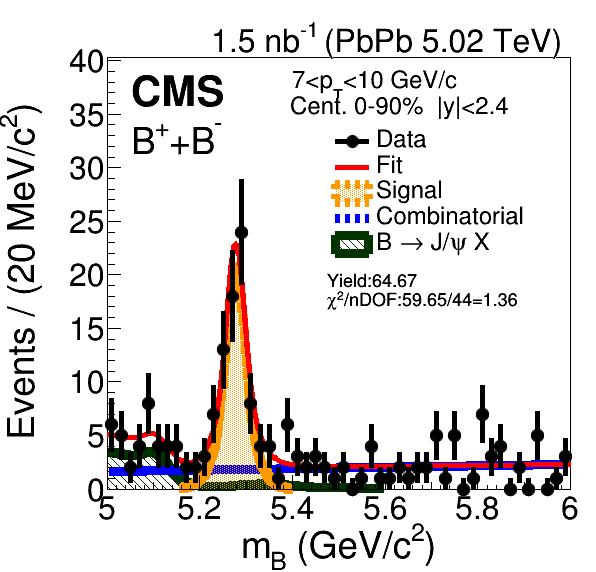 1.5 nb⁻¹ (PbPb 5.02 TeV)
CMS
B⁺+B⁻
7<p_T<10 GeV/c
Cent. 0-90% |y|<2.4
Data
Fit
Signal
Combinatorial
B → J/ψ X
Yield:64.67
χ²/nDOF:59.65/44=1.36
Events / (20 MeV/c²)
40
35
30
25
20
15
10
5
0
5 5.2 5.4 5.6 5.8 6
m_B (GeV/c²)